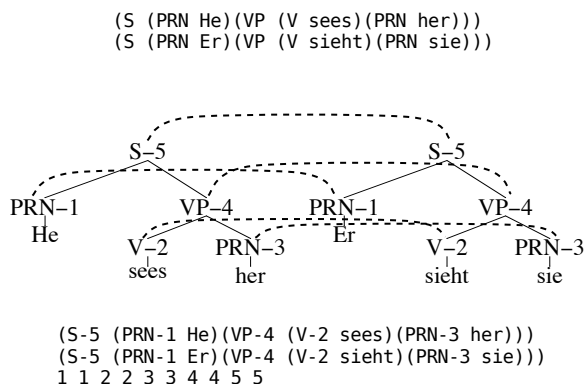 (S (PRN He)(VP (V sees)(PRN her)))
(S (PRN Er)(VP (V sieht)(PRN sie)))
S–5 S–5
PRN–1 VP–4 PRN–1 VP–4
He Er
V–2 PRN–3 V–2 PRN–3
sees her sieht sie
(S-5 (PRN-1 He)(VP-4 (V-2 sees)(PRN-3 her)))
(S-5 (PRN-1 Er)(VP-4 (V-2 sieht)(PRN-3 sie)))
1 1 2 2 3 3 4 4 5 5